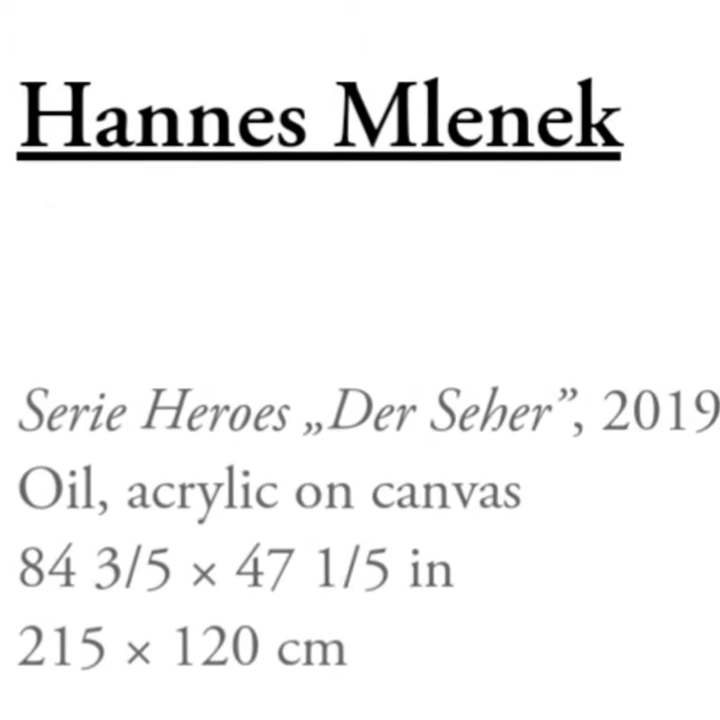 Hannes Mlenek
Serie Heroes „Der Seher”, 2019
Oil, acrylic on canvas
84 3/5 × 47 1/5 in
215 × 120 cm